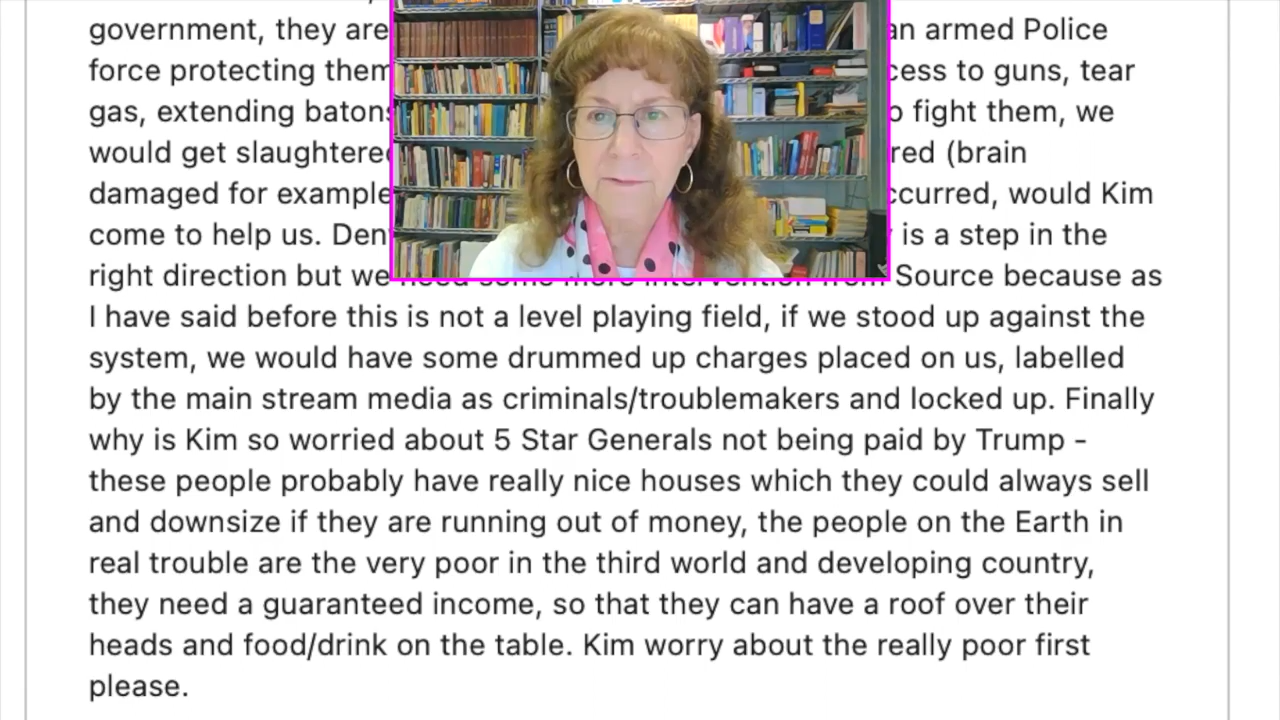 government, they are an armed Police
force protecting them cess to guns, tear
gas, extending batons fight them, we
would get slaughtered red (brain
damaged for example ccurred, would Kim
come to help us. Den is a step in the
right direction but we need some more intervention from Source because as
I have said before this is not a level playing field, if we stood up against the
system, we would have some drummed up charges placed on us, labelled
by the main stream media as criminals/troublemakers and locked up. Finally
why is Kim so worried about 5 Star Generals not being paid by Trump -
these people probably have really nice houses which they could always sell
and downsize if they are running out of money, the people on the Earth in
real trouble are the very poor in the third world and developing country,
they need a guaranteed income, so that they can have a roof over their
heads and food/drink on the table. Kim worry about the really poor first
please.